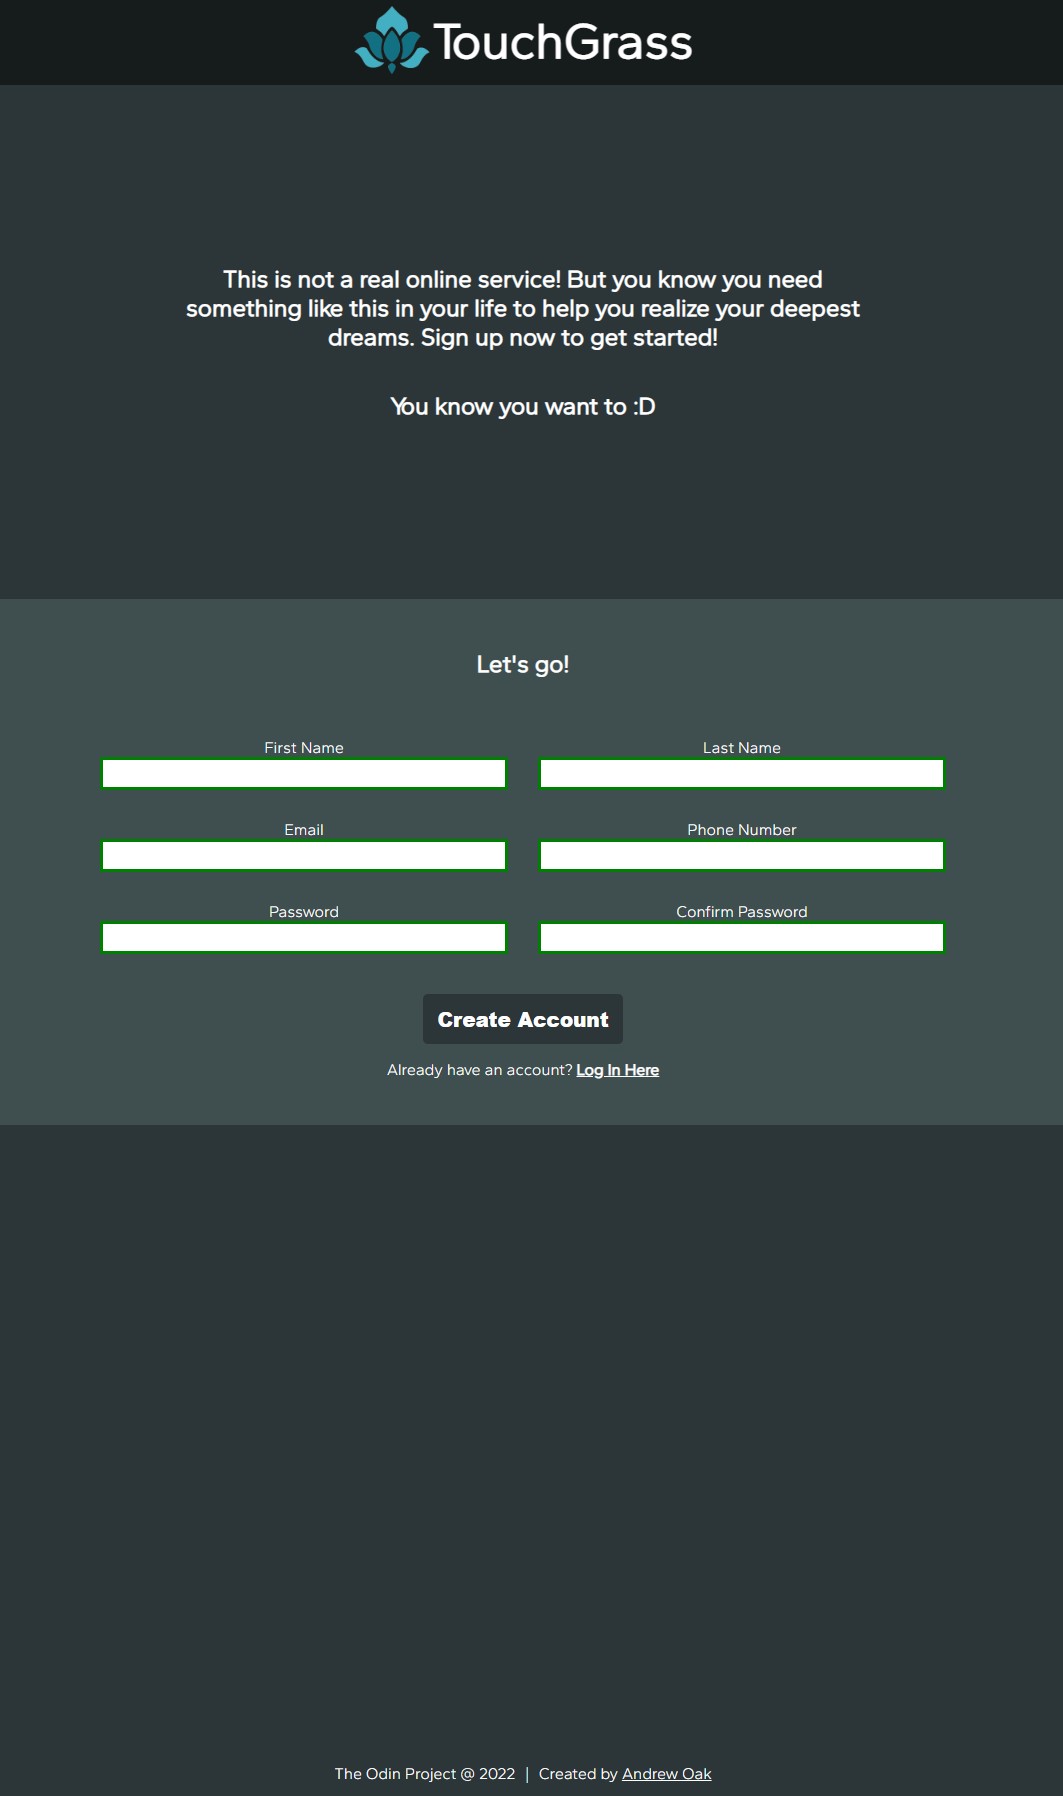 TouchGrass
This is not a real online service! But you know you need
something like this in your life to help you realize your deepest
dreams. Sign up now to get started!
You know you want to :D
Let's go!
First Name
Last Name
Email
Phone Number
Password
Confirm Password
Create Account
Already have an account? Log In Here
The Odin Project @ 2022 | Created by Andrew Oak